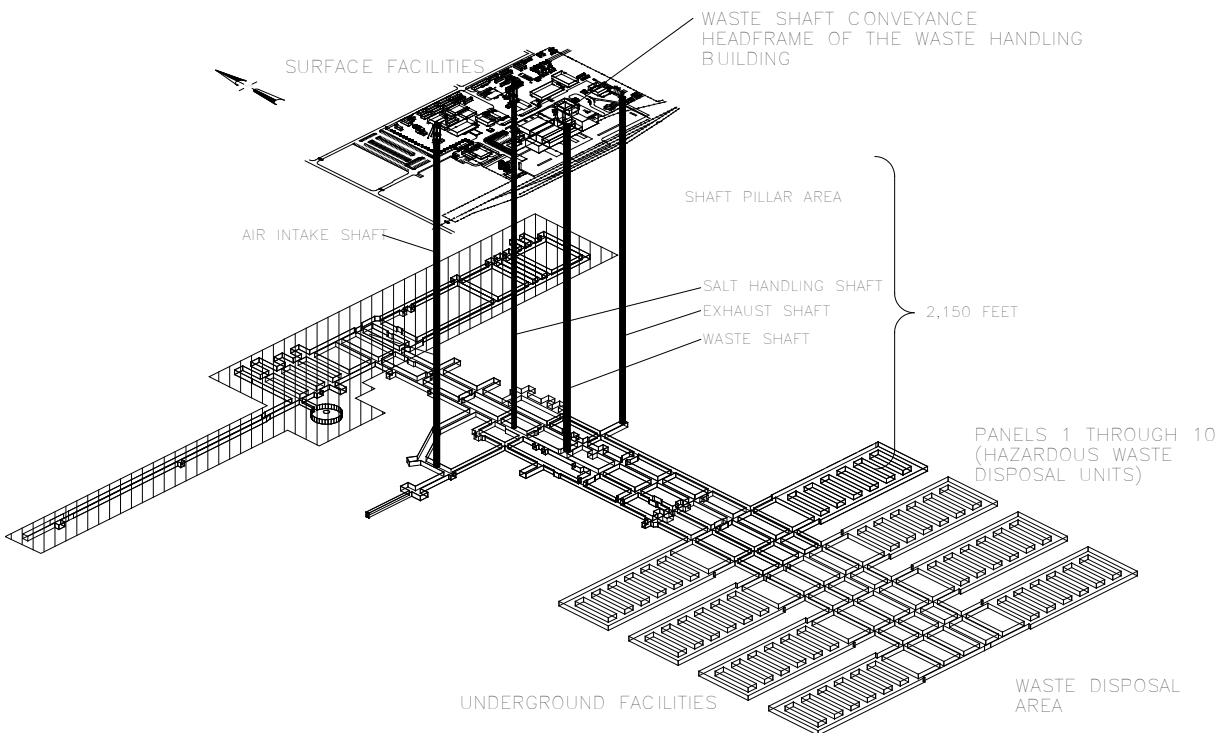 WASTE SHAFT CONVEYANCE
HEADFRAME OF THE WASTE HANDLING
BUILDING
SURFACE FACILITIES
SHAFT PILLAR AREA
AIR INTAKE SHAFT
SALT HANDLING SHAFT
EXHAUST SHAFT
2,150 FEET
WASTE SHAFT
PANELS 1 THROUGH 10
(HAZARDOUS WASTE
DISPOSAL UNITS)
UNDERGROUND FACILITIES
WASTE DISPOSAL
AREA